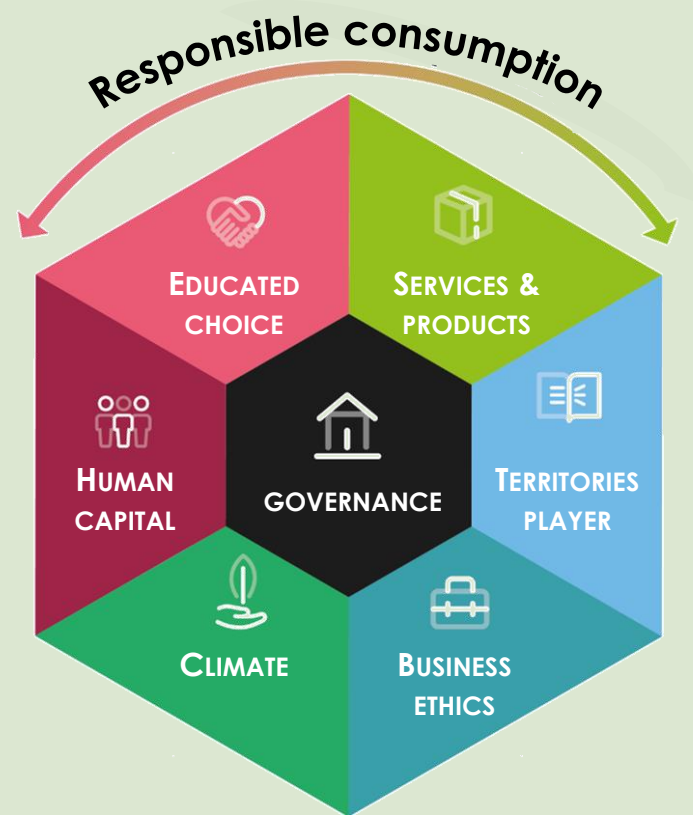 Responsible consumption
EDUCATED
CHOICE
SERVICES &
PRODUCTS
HUMAN
CAPITAL
GOVERNANCE
TERRITORIES
PLAYER
CLIMATE
BUSINESS
ETHICS